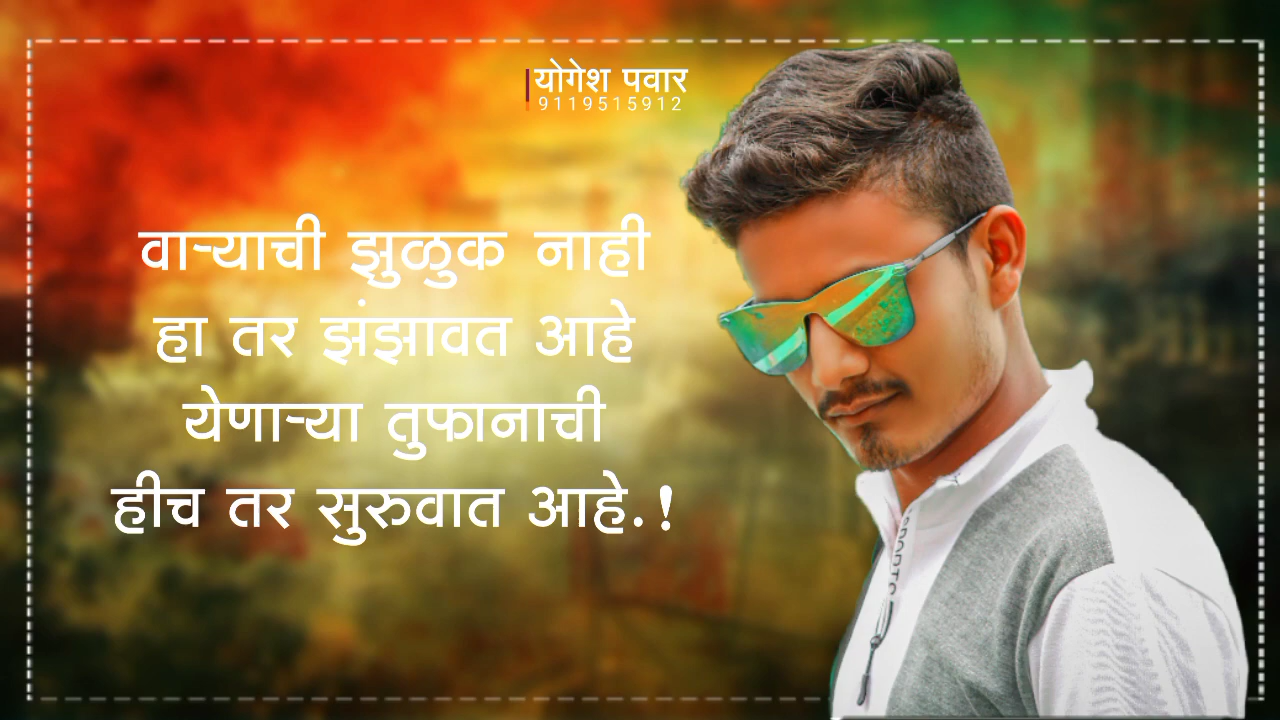 योगेश पवार
9119515912
वाऱ्याची झुळुक नाही
हा तर झंझावत आहे
येणाऱ्या तुफानाची
हीच तर सुरुवात आहे.!